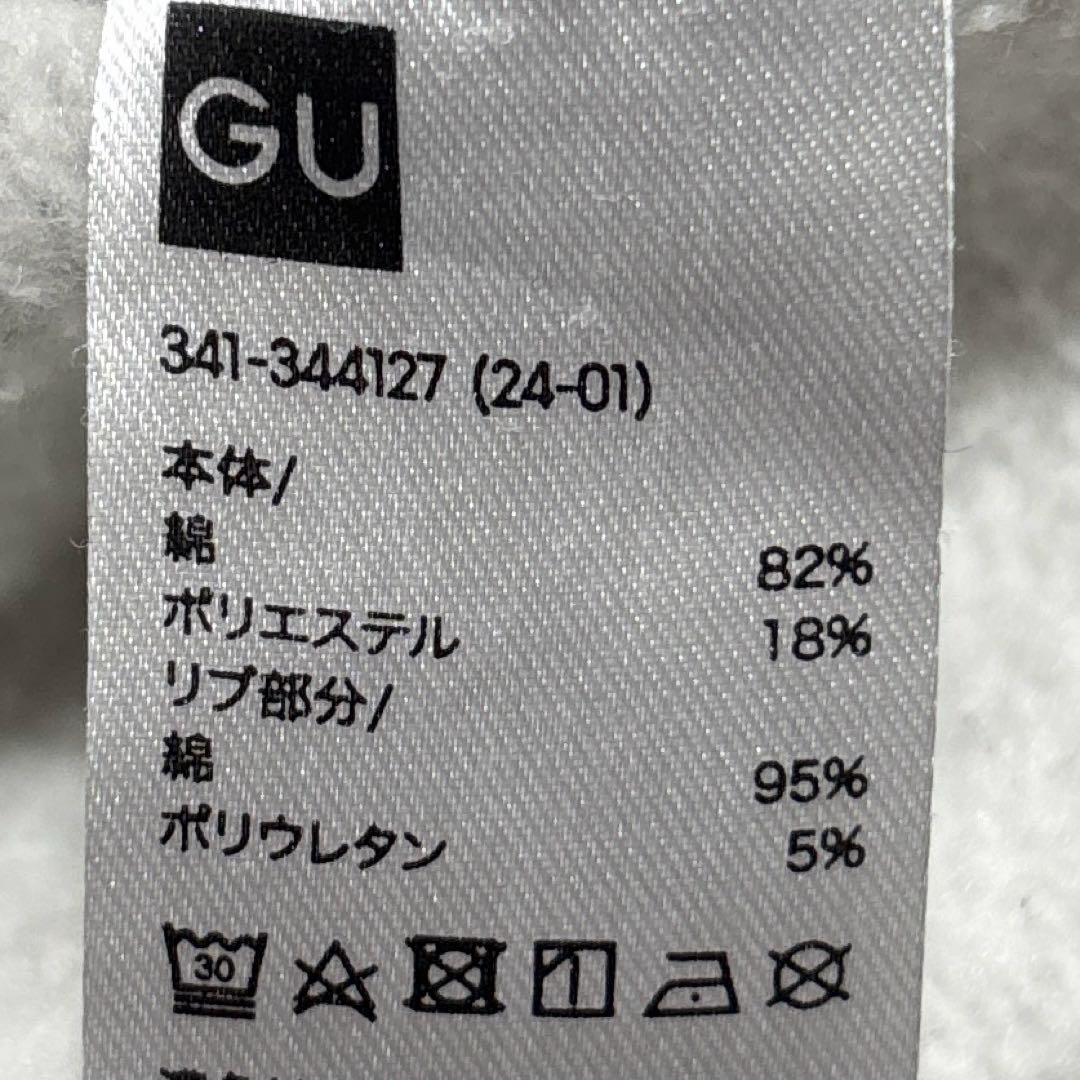 GU
341-344127 (24-01)
本体/
綿 82%
ポリエステル 18%
リブ部分/
綿 95%
ポリウレタン 5%
30